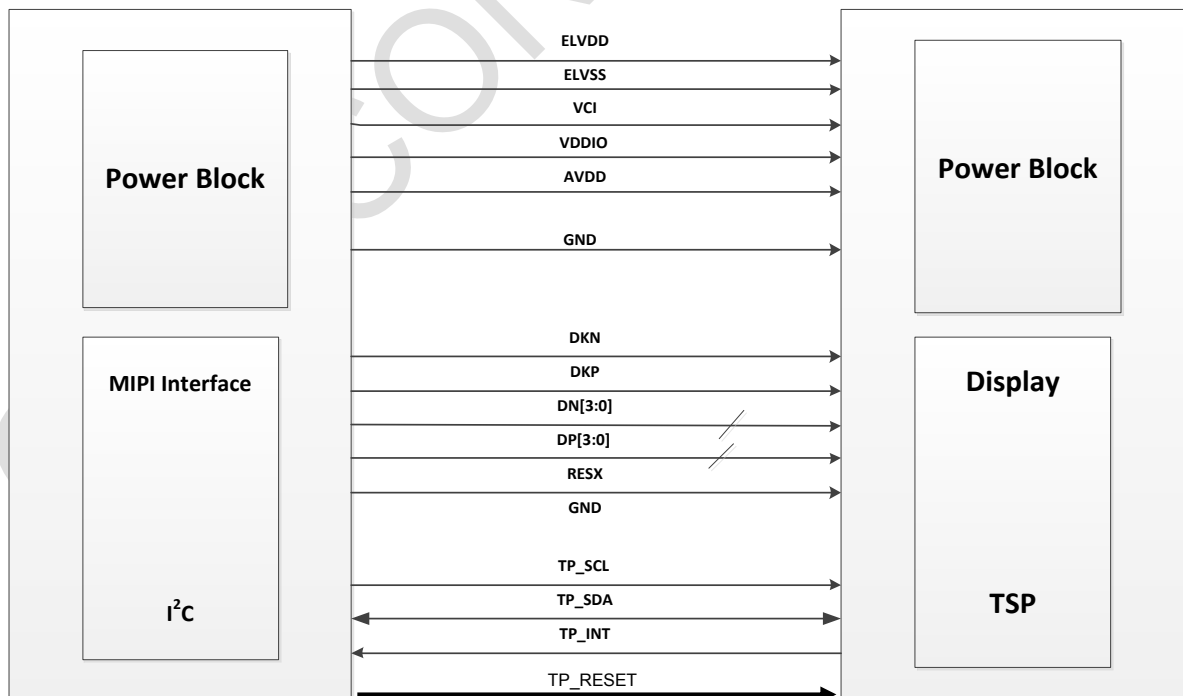 ELVDD
ELVSS
VCI
VDDIO
AVDD
GND
Power Block
Power Block
DKN
DKP
DN[3:0]
DP[3:0]
RESX
GND
MIPI Interface
Display
TP_SCL
TP_SDA
TP_INT
TP_RESET
I²C
TSP
CON